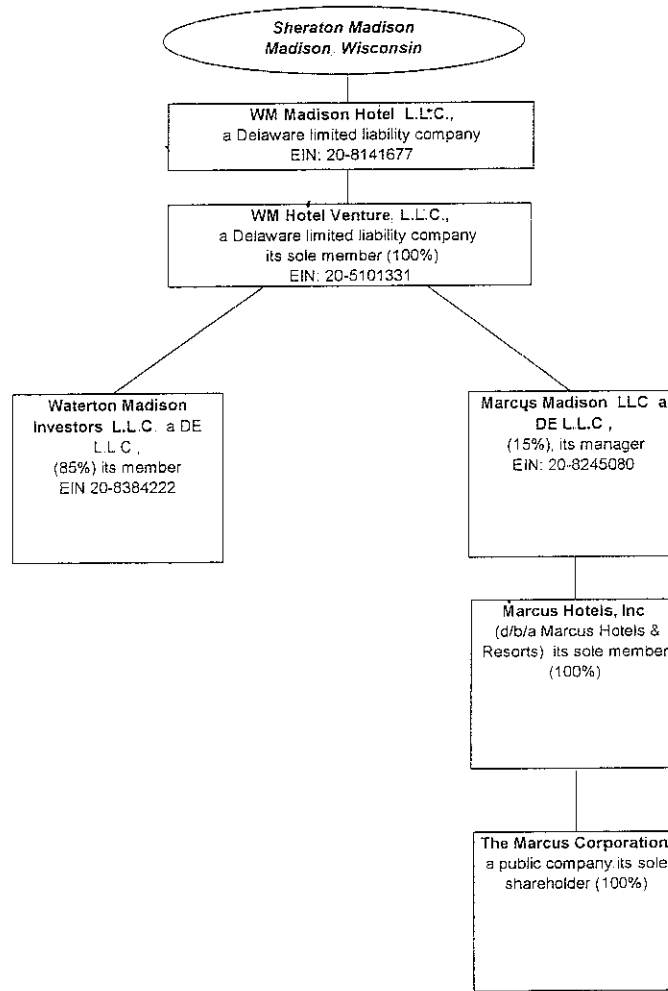 Sheraton Madison
Madison, Wisconsin
WM Madison Hotel L.L.C.,
a Delaware limited liability company
EIN: 20-8141677
WM Hotel Venture, L.L.C.,
a Delaware limited liability company
its sole member (100%)
EIN: 20-5101331
Waterton Madison
Investors L.L.C. a DE
L.L.C.,
(85%) its member
EIN 20-8384222
Marcus Madison LLC a
DE L.L.C ,
(15%), its manager
EIN: 20-8245080
Marcus Hotels, Inc
(d/b/a Marcus Hotels &
Resorts) its sole member
(100%)
The Marcus Corporation
a public company, its sole
shareholder (100%)